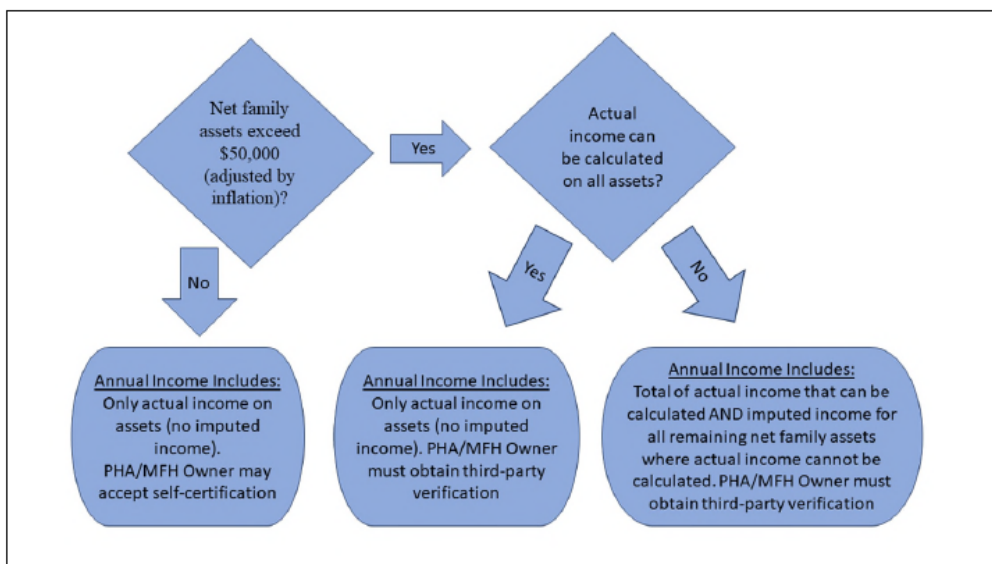 Net family
assets exceed
$50,000
(adjusted by
inflation)?
Yes
Actual
income can
be calculated
on all assets?
No
Yes
No
Annual Income Includes:
Only actual income on
assets (no imputed
income).
PHA/MFH Owner may
accept self-certification
Annual Income Includes:
Only actual income on
assets (no imputed
income). PHA/MFH Owner
must obtain third-party
verification
Annual Income Includes:
Total of actual income that can be
calculated AND imputed income for
all remaining net family assets
where actual income cannot be
calculated. PHA/MFH Owner must
obtain third-party verification